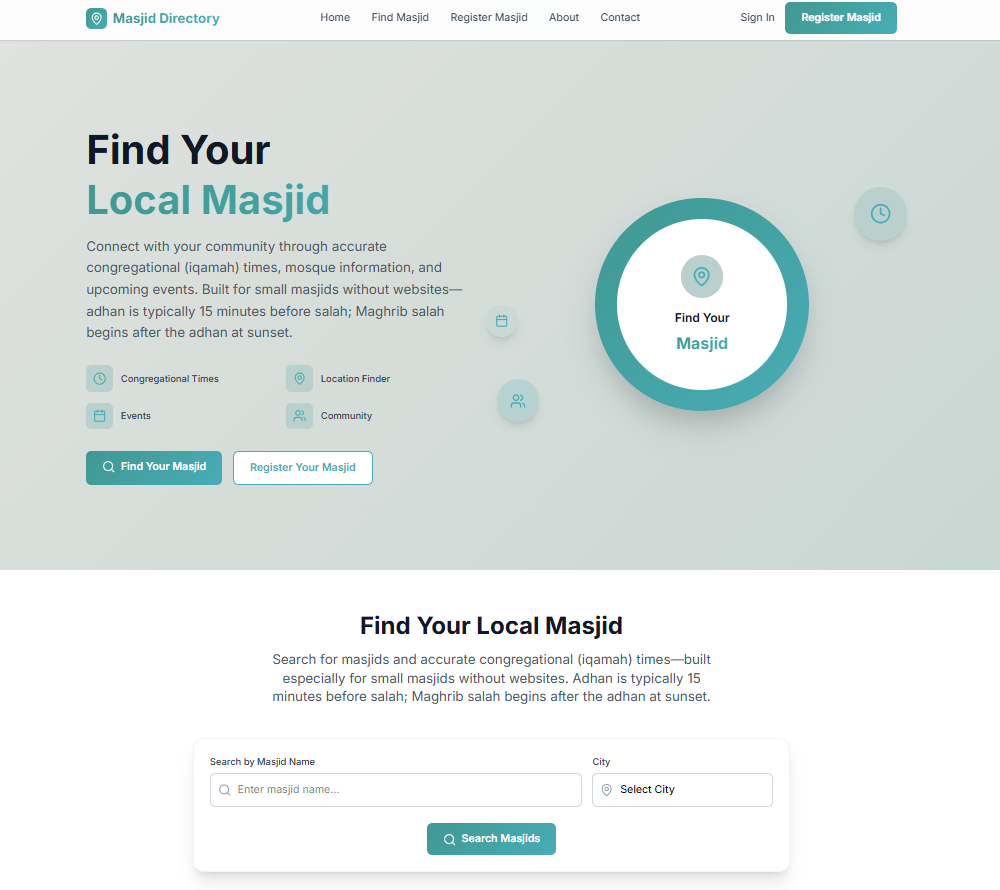 Masjid Directory
Home
Find Masjid
Register Masjid
About
Contact
Sign In
Register Masjid
Find Your
Local Masjid
Connect with your community through accurate
congregational (iqamah) times, mosque information, and
upcoming events. Built for small masjids without websites—
adhan is typically 15 minutes before salah; Maghrib salah
begins after the adhan at sunset.
Congregational Times
Location Finder
Events
Community
Find Your Masjid
Register Your Masjid
Find Your
Masjid
Find Your Local Masjid
Search for masjids and accurate congregational (iqamah) times—built
especially for small masjids without websites. Adhan is typically 15
minutes before salah; Maghrib salah begins after the adhan at sunset.
Search by Masjid Name
City
Enter masjid name...
Select City
Search Masjids